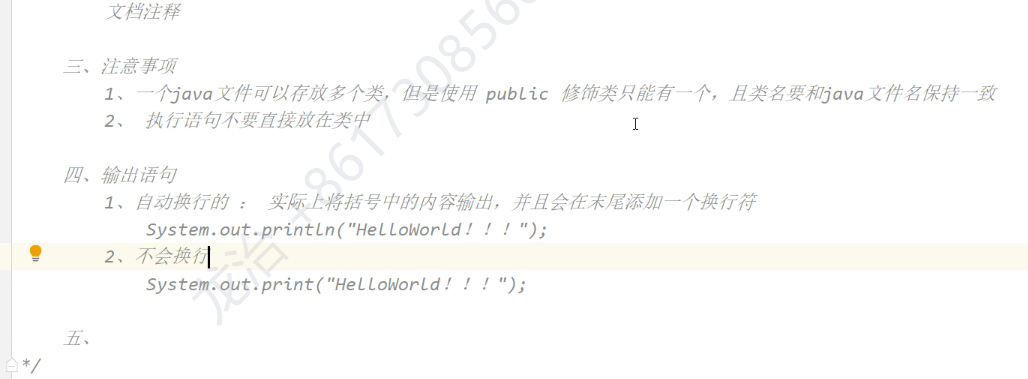 文档注释
三、注意事项
1、一个java文件可以存放多个类，但是使用 public 修饰类只能有一个，且类名要和java文件名保持一致
2、 执行语句不要直接放在类中
四、输出语句
1、自动换行的 ： 实际上将括号中的内容输出，并且会在末尾添加一个换行符
System.out.println("HelloWorld！！！");
2、不会换行
System.out.print("HelloWorld！！！");
五、
*/
龙治 +8617308560